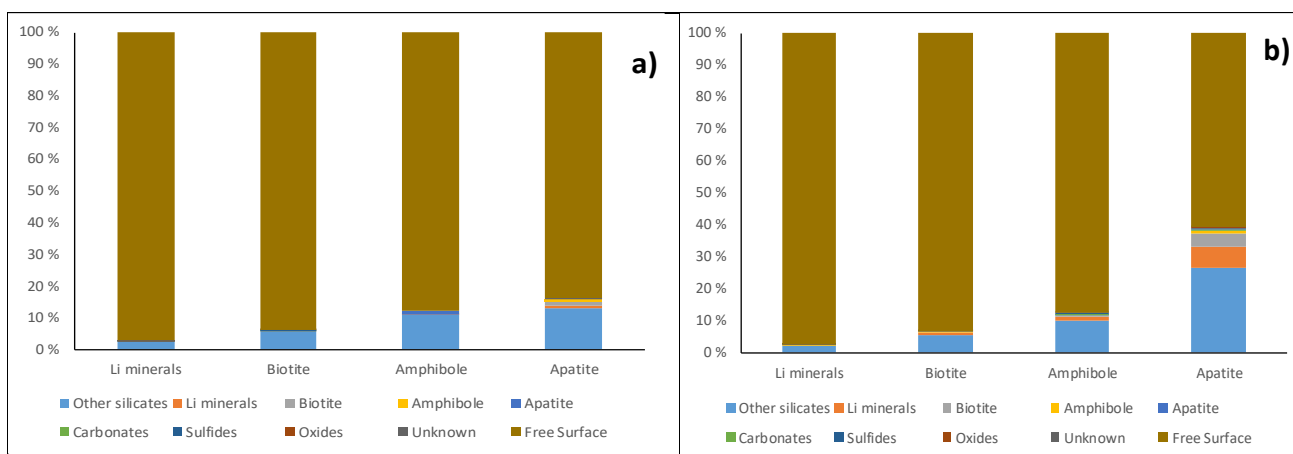 100 %
90 %
80 %
70 %
60 %
50 %
40 %
30 %
20 %
10 %
0 %
a)
Li minerals Biotite Amphibole Apatite
Other silicates Li minerals Biotite Amphibole Apatite
Carbonates Sulfides Oxides Unknown Free Surface
100 %
90 %
80 %
70 %
60 %
50 %
40 %
30 %
20 %
10 %
0 %
b)
Li minerals Biotite Amphibole Apatite
Other silicates Li minerals Biotite Amphibole Apatite
Carbonates Sulfides Oxides Unknown Free Surface